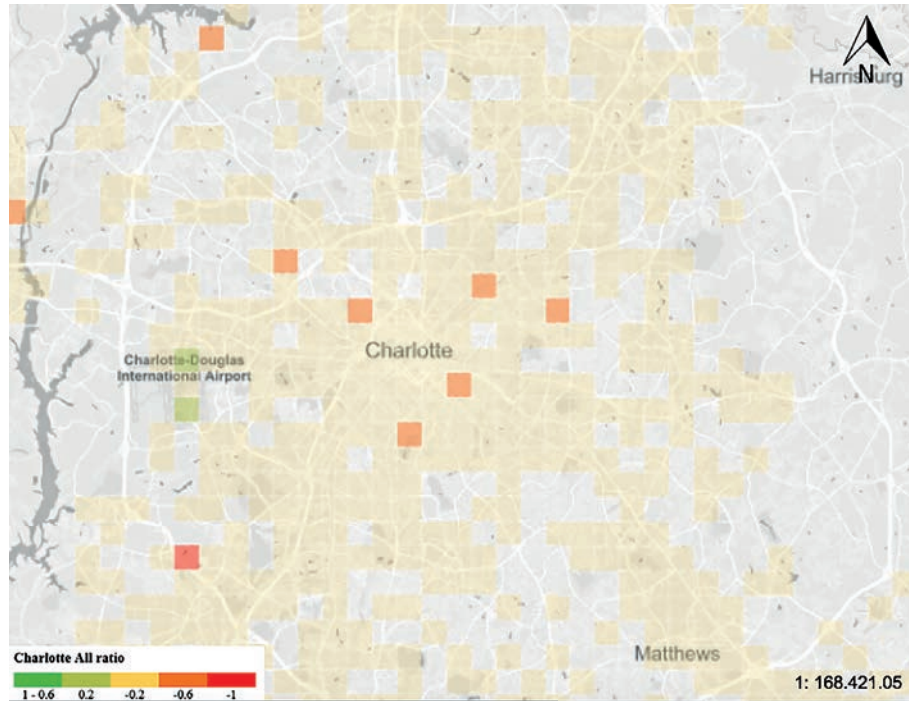 N
Harrisburg
Charlotte-Douglas
International Airport
Charlotte
Matthews
Charlotte All ratio
1 - 0.6 0.2 -0.2 -0.6 -1
1: 168.421.05